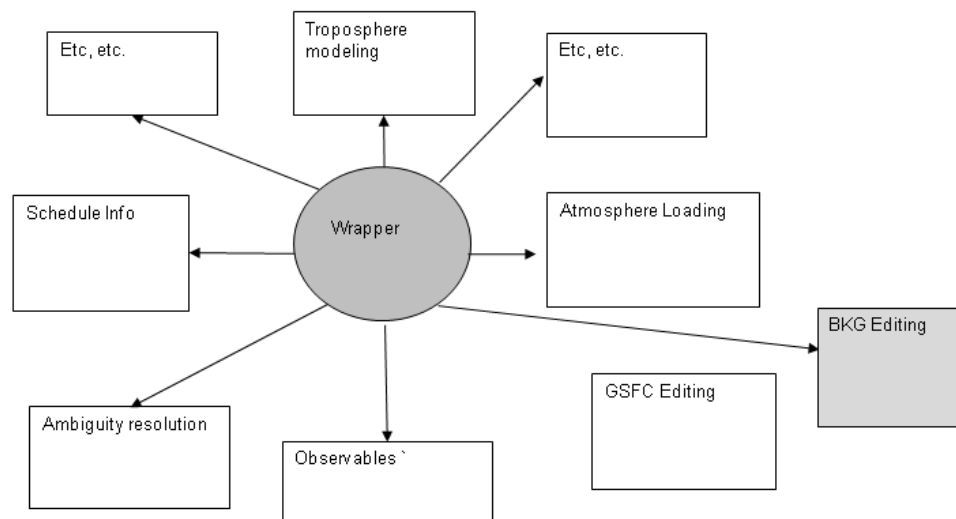 Etc, etc.
Troposphere
modeling
Etc, etc.
Schedule Info
Wrapper
Atmosphere Loading
BKG Editing
GSFC Editing
Ambiguity resolution
Observables `